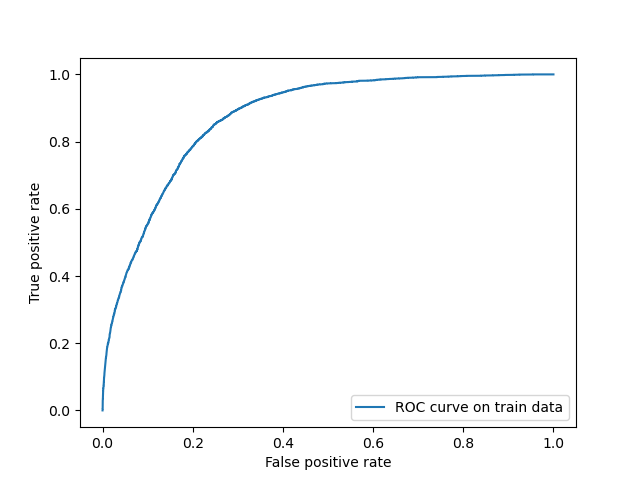 1.0
0.8
0.6
0.4
0.2
0.0
True positive rate
ROC curve on train data
0.0 0.2 0.4 0.6 0.8 1.0
False positive rate